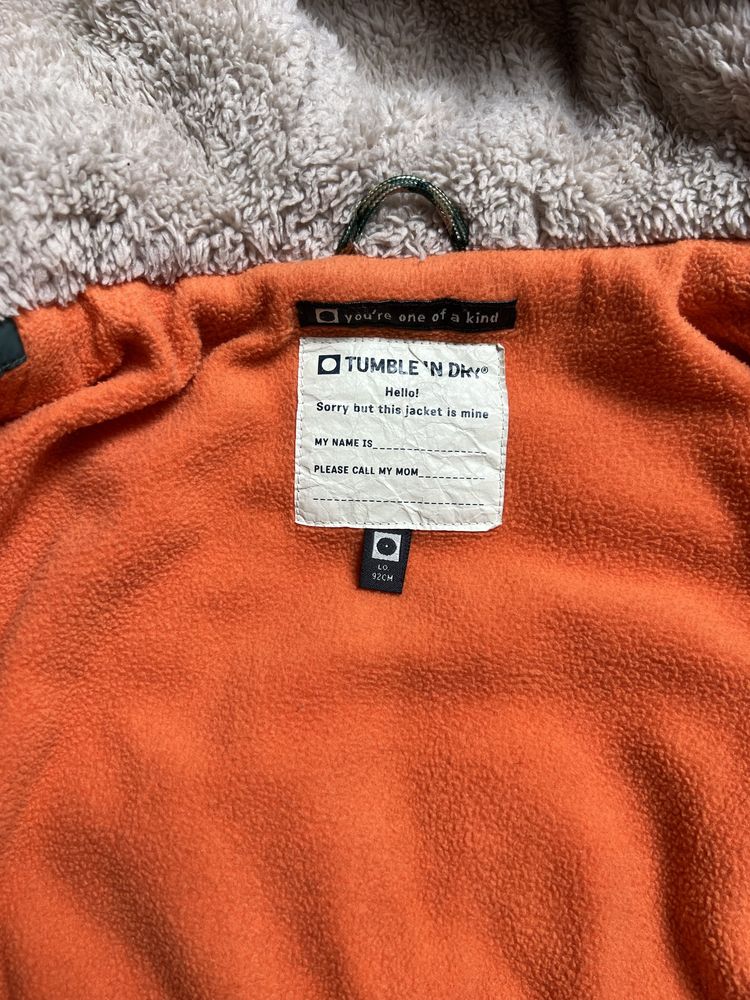 you're one of a kind
TUMBLE 'N DRY®
Hello!
Sorry but this jacket is mine
MY NAME IS
PLEASE CALL MY MOM
LO.
92CM